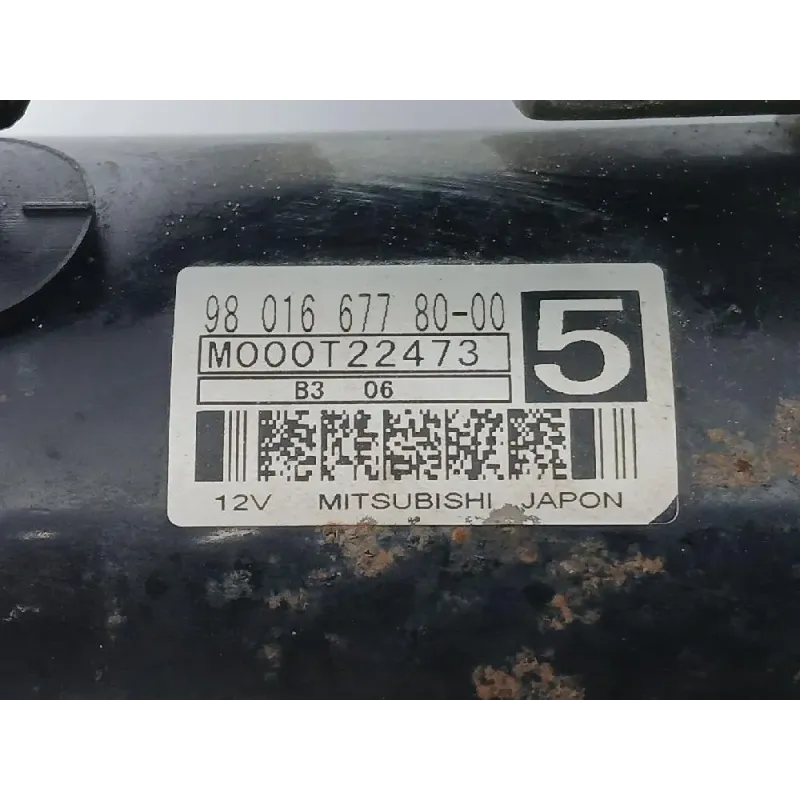 98 016 677 80-00
M000T22473
5
B3 06
12V MITSUBISHI JAPON